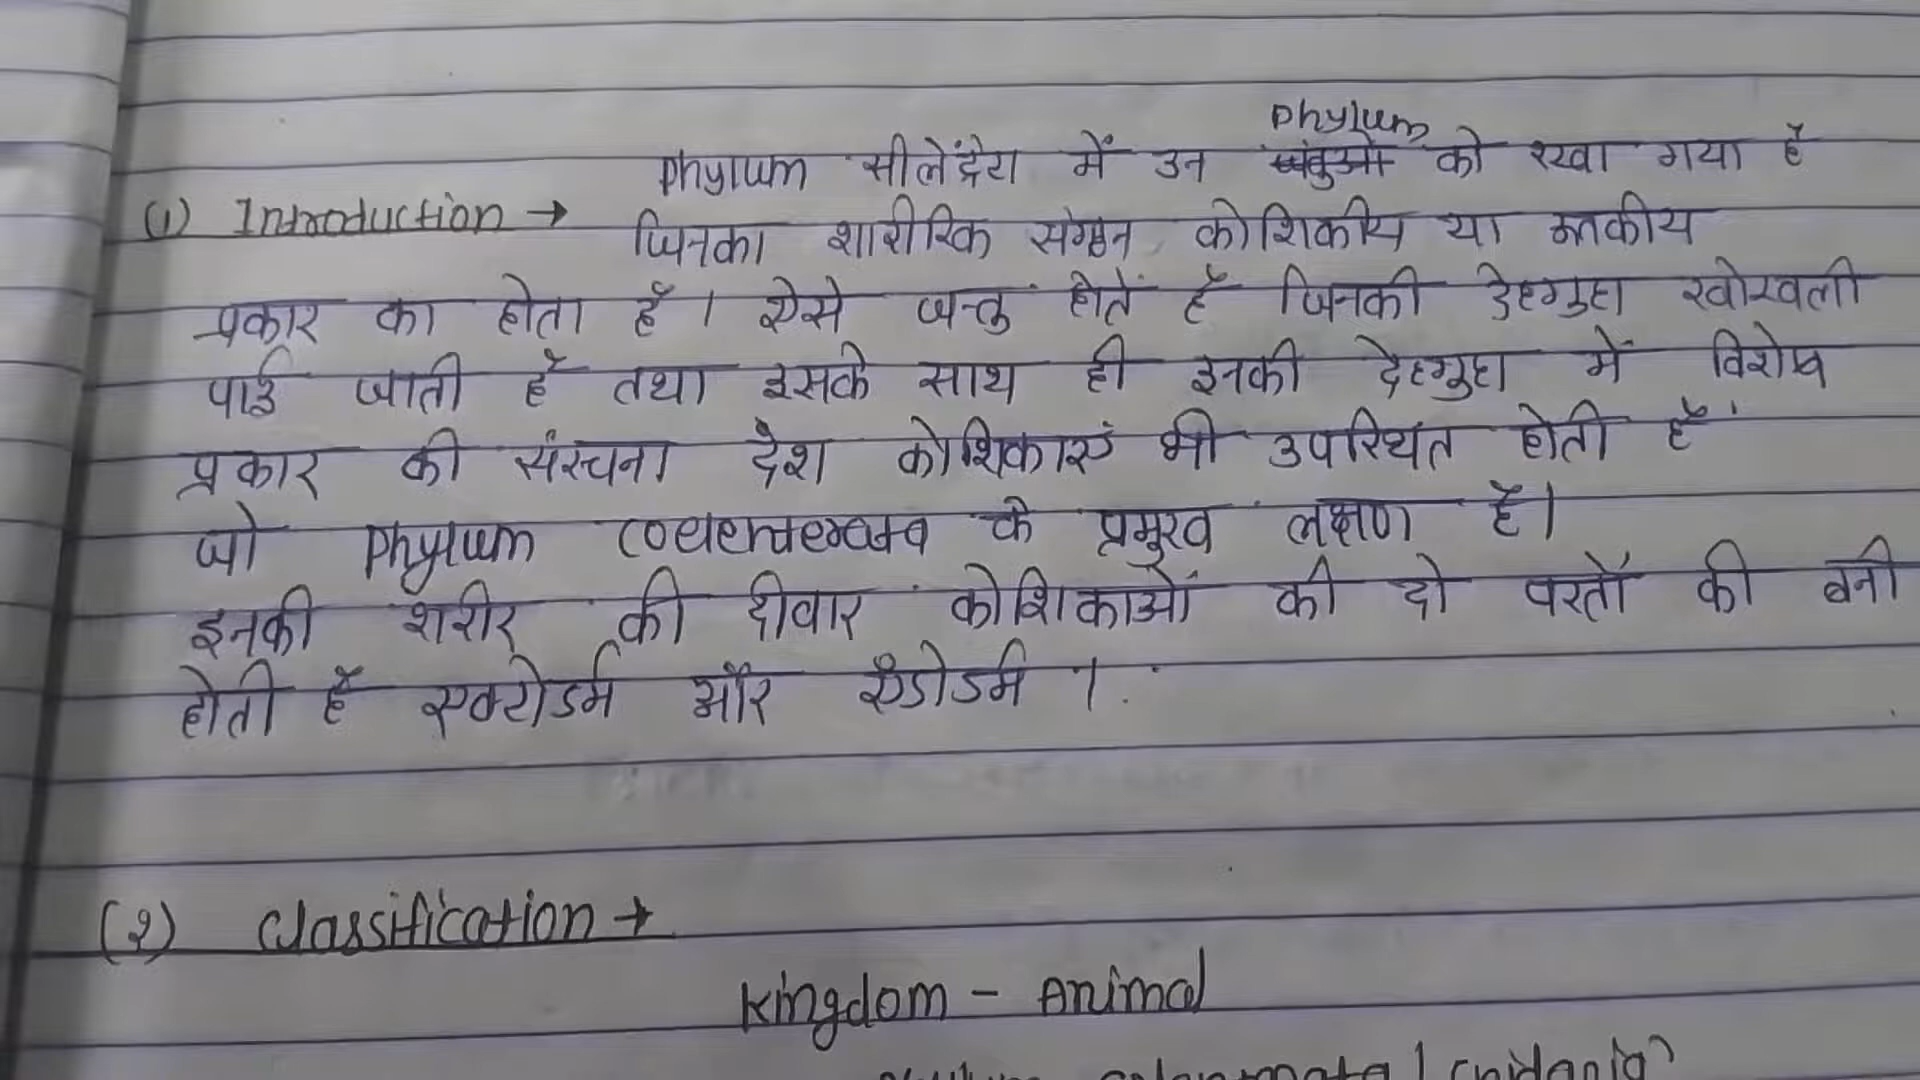 phylum
phylum सीलेंट्रेटा में उन जंतुओ को रखा गया है
(1) Introduction →
जिनका शारीरिक संगठन कोशिकीय या ऊतकीय
प्रकार का होता है । ऐसे जन्तु होते है जिनकी देहगुहा खोखली
पाई जाती है तथा इसके साथ ही इनकी देहगुहा में विशेष
प्रकार की संरचना दंश कोशिकाएं भी उपस्थित होती है
जो phylum coelenterata के प्रमुख लक्षण है ।
इनकी शरीर की दीवार कोशिकाओं की दो परतों की बनी
होती है एक्टोडर्म और एंडोडर्म ।
(2) Classification →
Kingdom - Animal
cnidaria